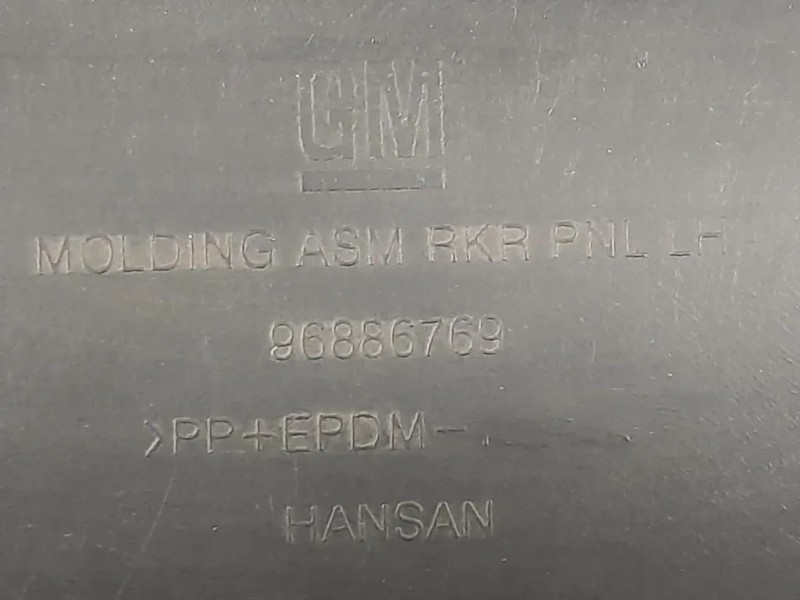 GM
MOLDING ASM RKR PNL LH
96886769
>PP+EPDM-
HANSAN